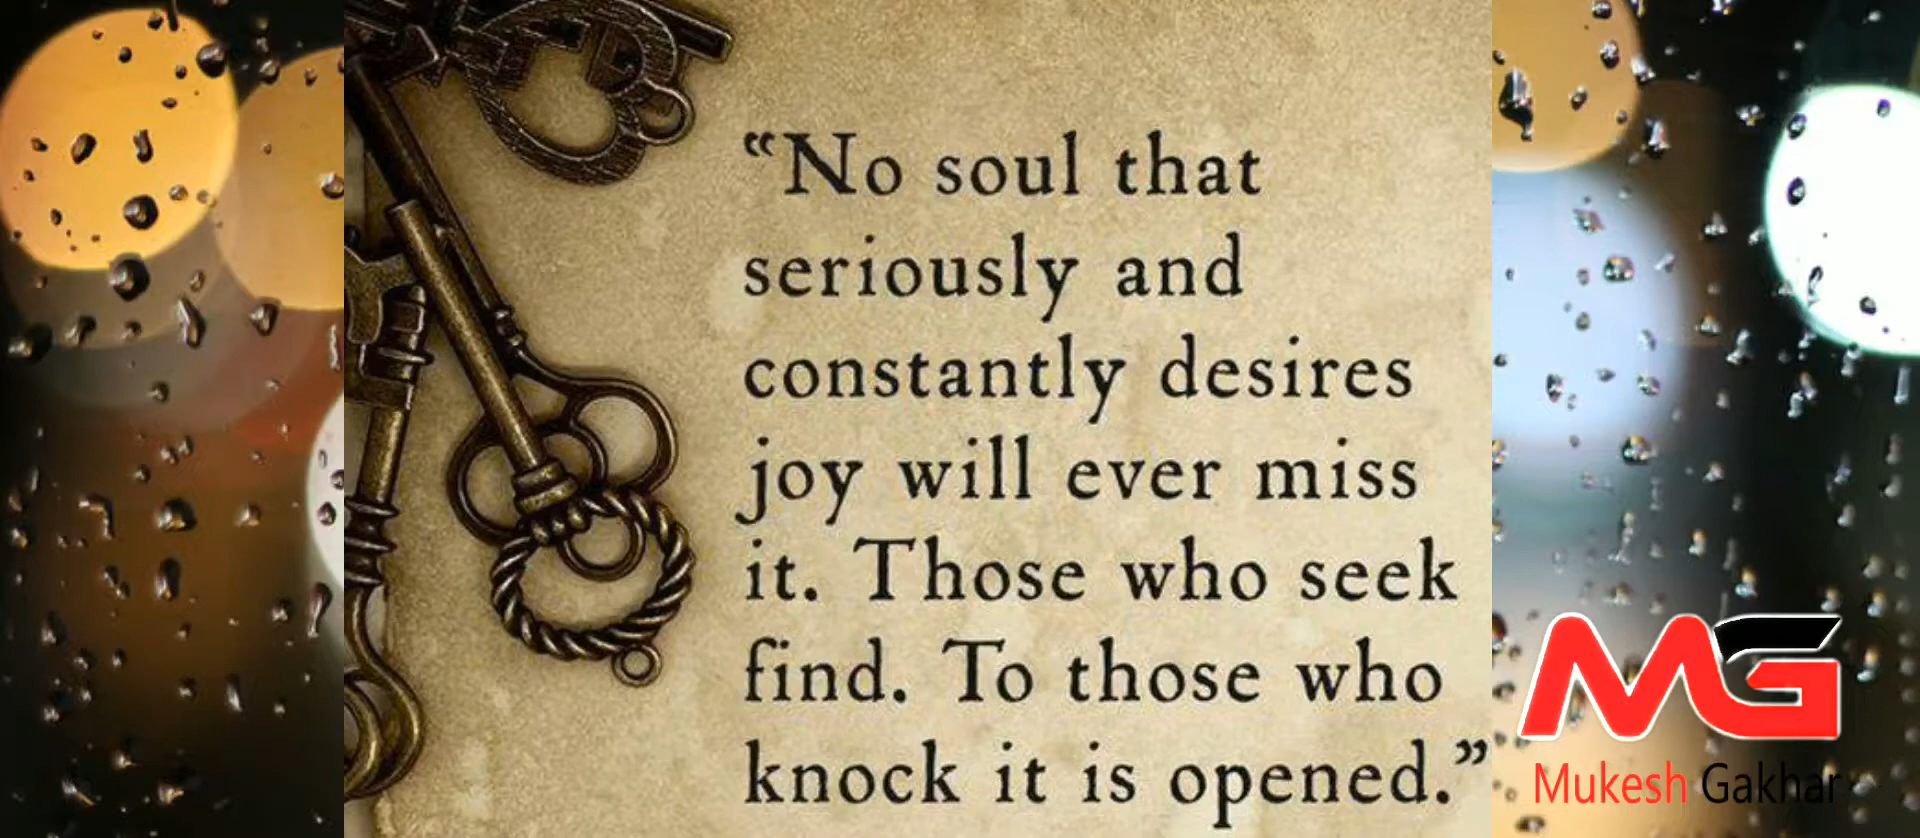 “No soul that
seriously and
constantly desires
joy will ever miss
it. Those who seek
find. To those who
knock it is opened.”
MG
Mukesh Gakhar